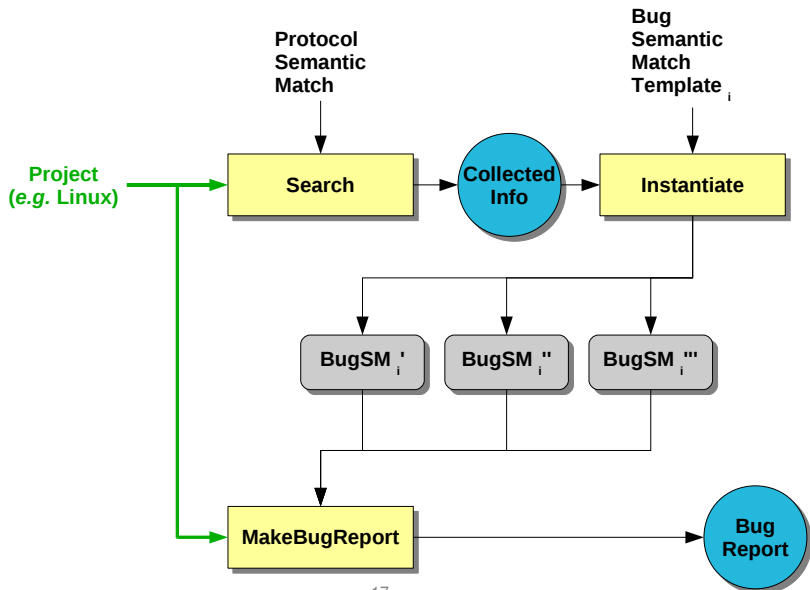 Protocol
Semantic
Match
Bug
Semantic
Match
Template i
Project
(e.g. Linux)
Search
Collected
Info
Instantiate
BugSM i'
BugSM i''
BugSM i'''
MakeBugReport
Bug
Report
17